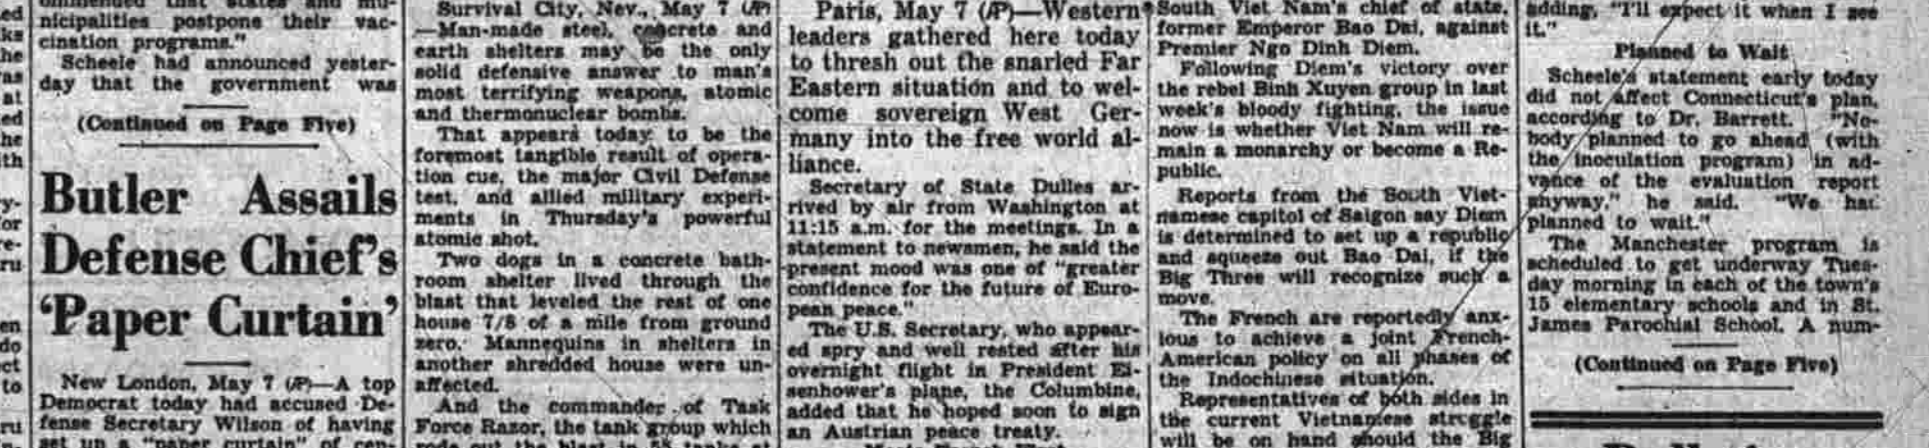 nicipalities postpone their vac-
cination programs."
Scheele had announced yester-
day that the government was
(Continued on Page Five)
Butler Assails
Defense Chief's
'Paper Curtain'
New London, May 7 (AP)—A top
Democrat today had accused De-
fense Secretary Wilson of having
set up a "paper curtain" of cen-
Survival City, Nev., May 7 (AP)
—Man-made steel, concrete and
earth shelters may be the only
solid defensive answer to man's
most terrifying weapons, atomic
and thermonuclear bombs.
That appears today to be the
foremost tangible result of opera-
tion cue, the major Civil Defense
test, and allied military experi-
ments in Thursday's powerful
atomic shot.
Two dogs in a concrete bath-
room shelter lived through the
blast that leveled the rest of one
house 7/8 of a mile from ground
zero. Mannequins in shelters in
another shredded house were un-
affected.
And the commander of Task
Force Razor, the tank group which
rode out the blast in 55 tanks at
Paris, May 7 (AP)—Western
leaders gathered here today
to thresh out the snarled Far
Eastern situation and to wel-
come sovereign West Ger-
many into the free world al-
liance.
Secretary of State Dulles ar-
rived by air from Washington at
11:15 a.m. for the meetings. In a
statement to newsmen, he said the
present mood was one of "greater
confidence for the future of Euro-
pean peace."
The U.S. Secretary, who appear-
ed spry and well rested after his
overnight flight in President Ei-
senhower's plane, the Columbine,
added that he hoped soon to sign
an Austrian peace treaty.
South Viet Nam's chief of state,
former Emperor Bao Dai, against
Premier Ngo Dinh Diem.
Following Diem's victory over
the rebel Binh Xuyen group in last
week's bloody fighting, the issue
now is whether Viet Nam will re-
main a monarchy or become a Re-
public.
Reports from the South Viet-
namese capitol of Saigon say Diem
is determined to set up a republic
and squeeze out Bao Dai, if the
Big Three will recognize such a
move.
The French are reportedly anx-
ious to achieve a joint French-
American policy on all phases of
the Indochinese situation.
Representatives of both sides in
the current Vietnamese struggle
will be on hand should the Big
adding, "I'll expect it when I see
it."
Planned to Wait
Scheele's statement early today
did not affect Connecticut's plan,
according to Dr. Barrett. "No-
body planned to go ahead (with
the inoculation program) in ad-
vance of the evaluation report
anyway," he said. "We had
planned to wait."
The Manchester program is
scheduled to get underway Tues-
day morning in each of the town's
15 elementary schools and in St.
James Parochial School. A num-
(Continued on Page Five)